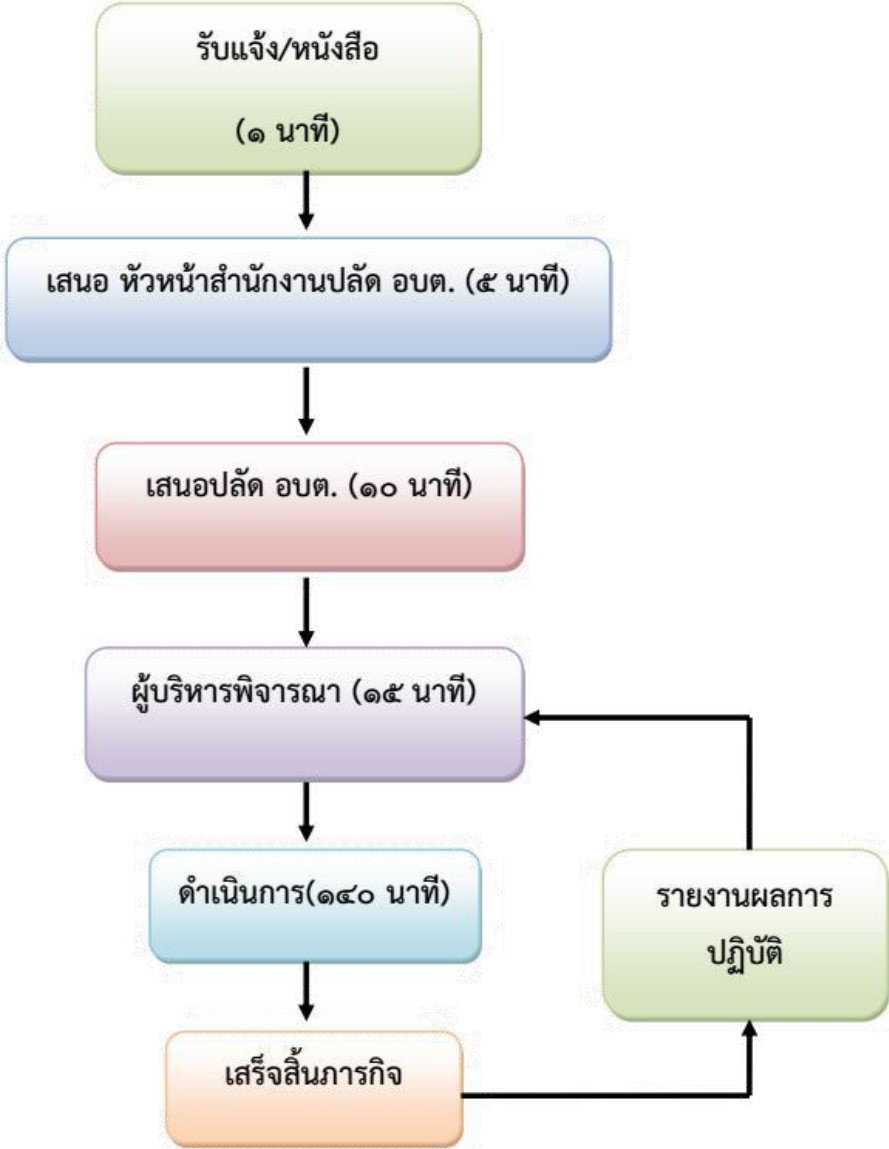 รับแจ้ง/หนังสือ
(๑ นาที)
เสนอ หัวหน้าสำนักงานปลัด อบต. (๕ นาที)
เสนอปลัด อบต. (๑๐ นาที)
ผู้บริหารพิจารณา (๑๕ นาที)
ดำเนินการ(๑๔๐ นาที)
รายงานผลการ
ปฏิบัติ
เสร็จสิ้นภารกิจ